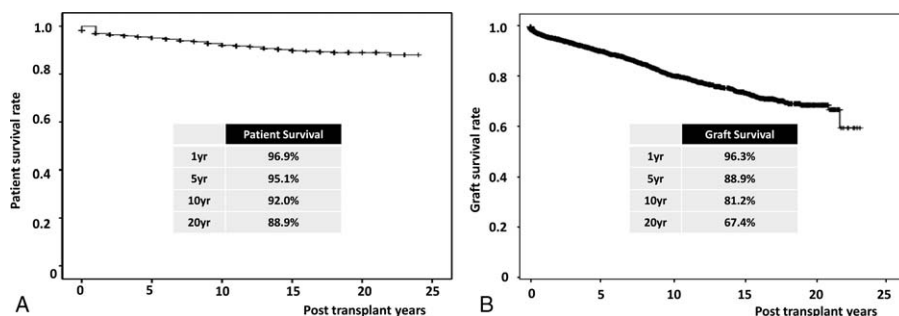 1.0
0.8
0.6
0.4
0.2
0
Patient survival rate
Patient Survival
1yr 96.9%
5yr 95.1%
10yr 92.0%
20yr 88.9%
0 5 10 15 20 25
A Post transplant years
1.0
0.8
0.6
0.4
0.2
0
Graft survival rate
Graft Survival
1yr 96.3%
5yr 88.9%
10yr 81.2%
20yr 67.4%
0 5 10 15 20 25
B Post transplant years